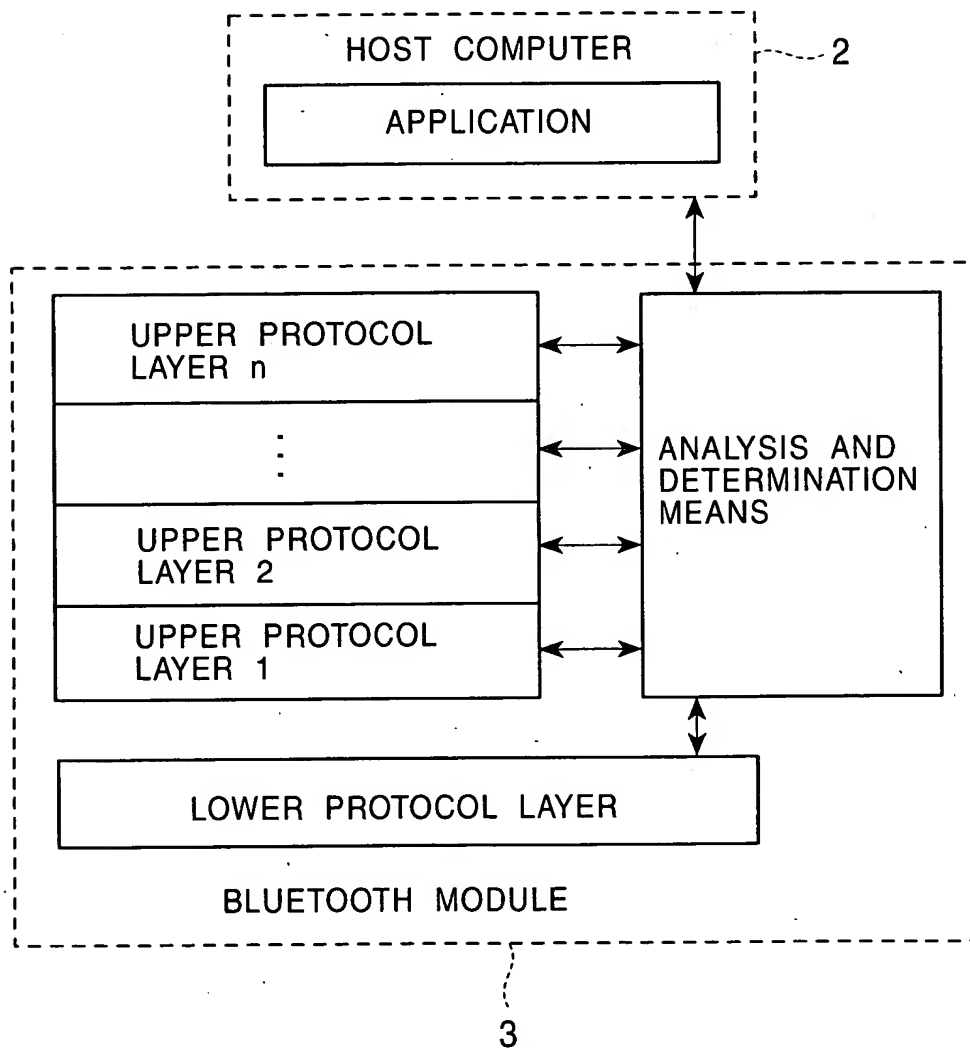 HOST COMPUTER
2
APPLICATION
UPPER PROTOCOL
LAYER n
UPPER PROTOCOL
LAYER 2
UPPER PROTOCOL
LAYER 1
ANALYSIS AND
DETERMINATION
MEANS
LOWER PROTOCOL LAYER
BLUETOOTH MODULE
3